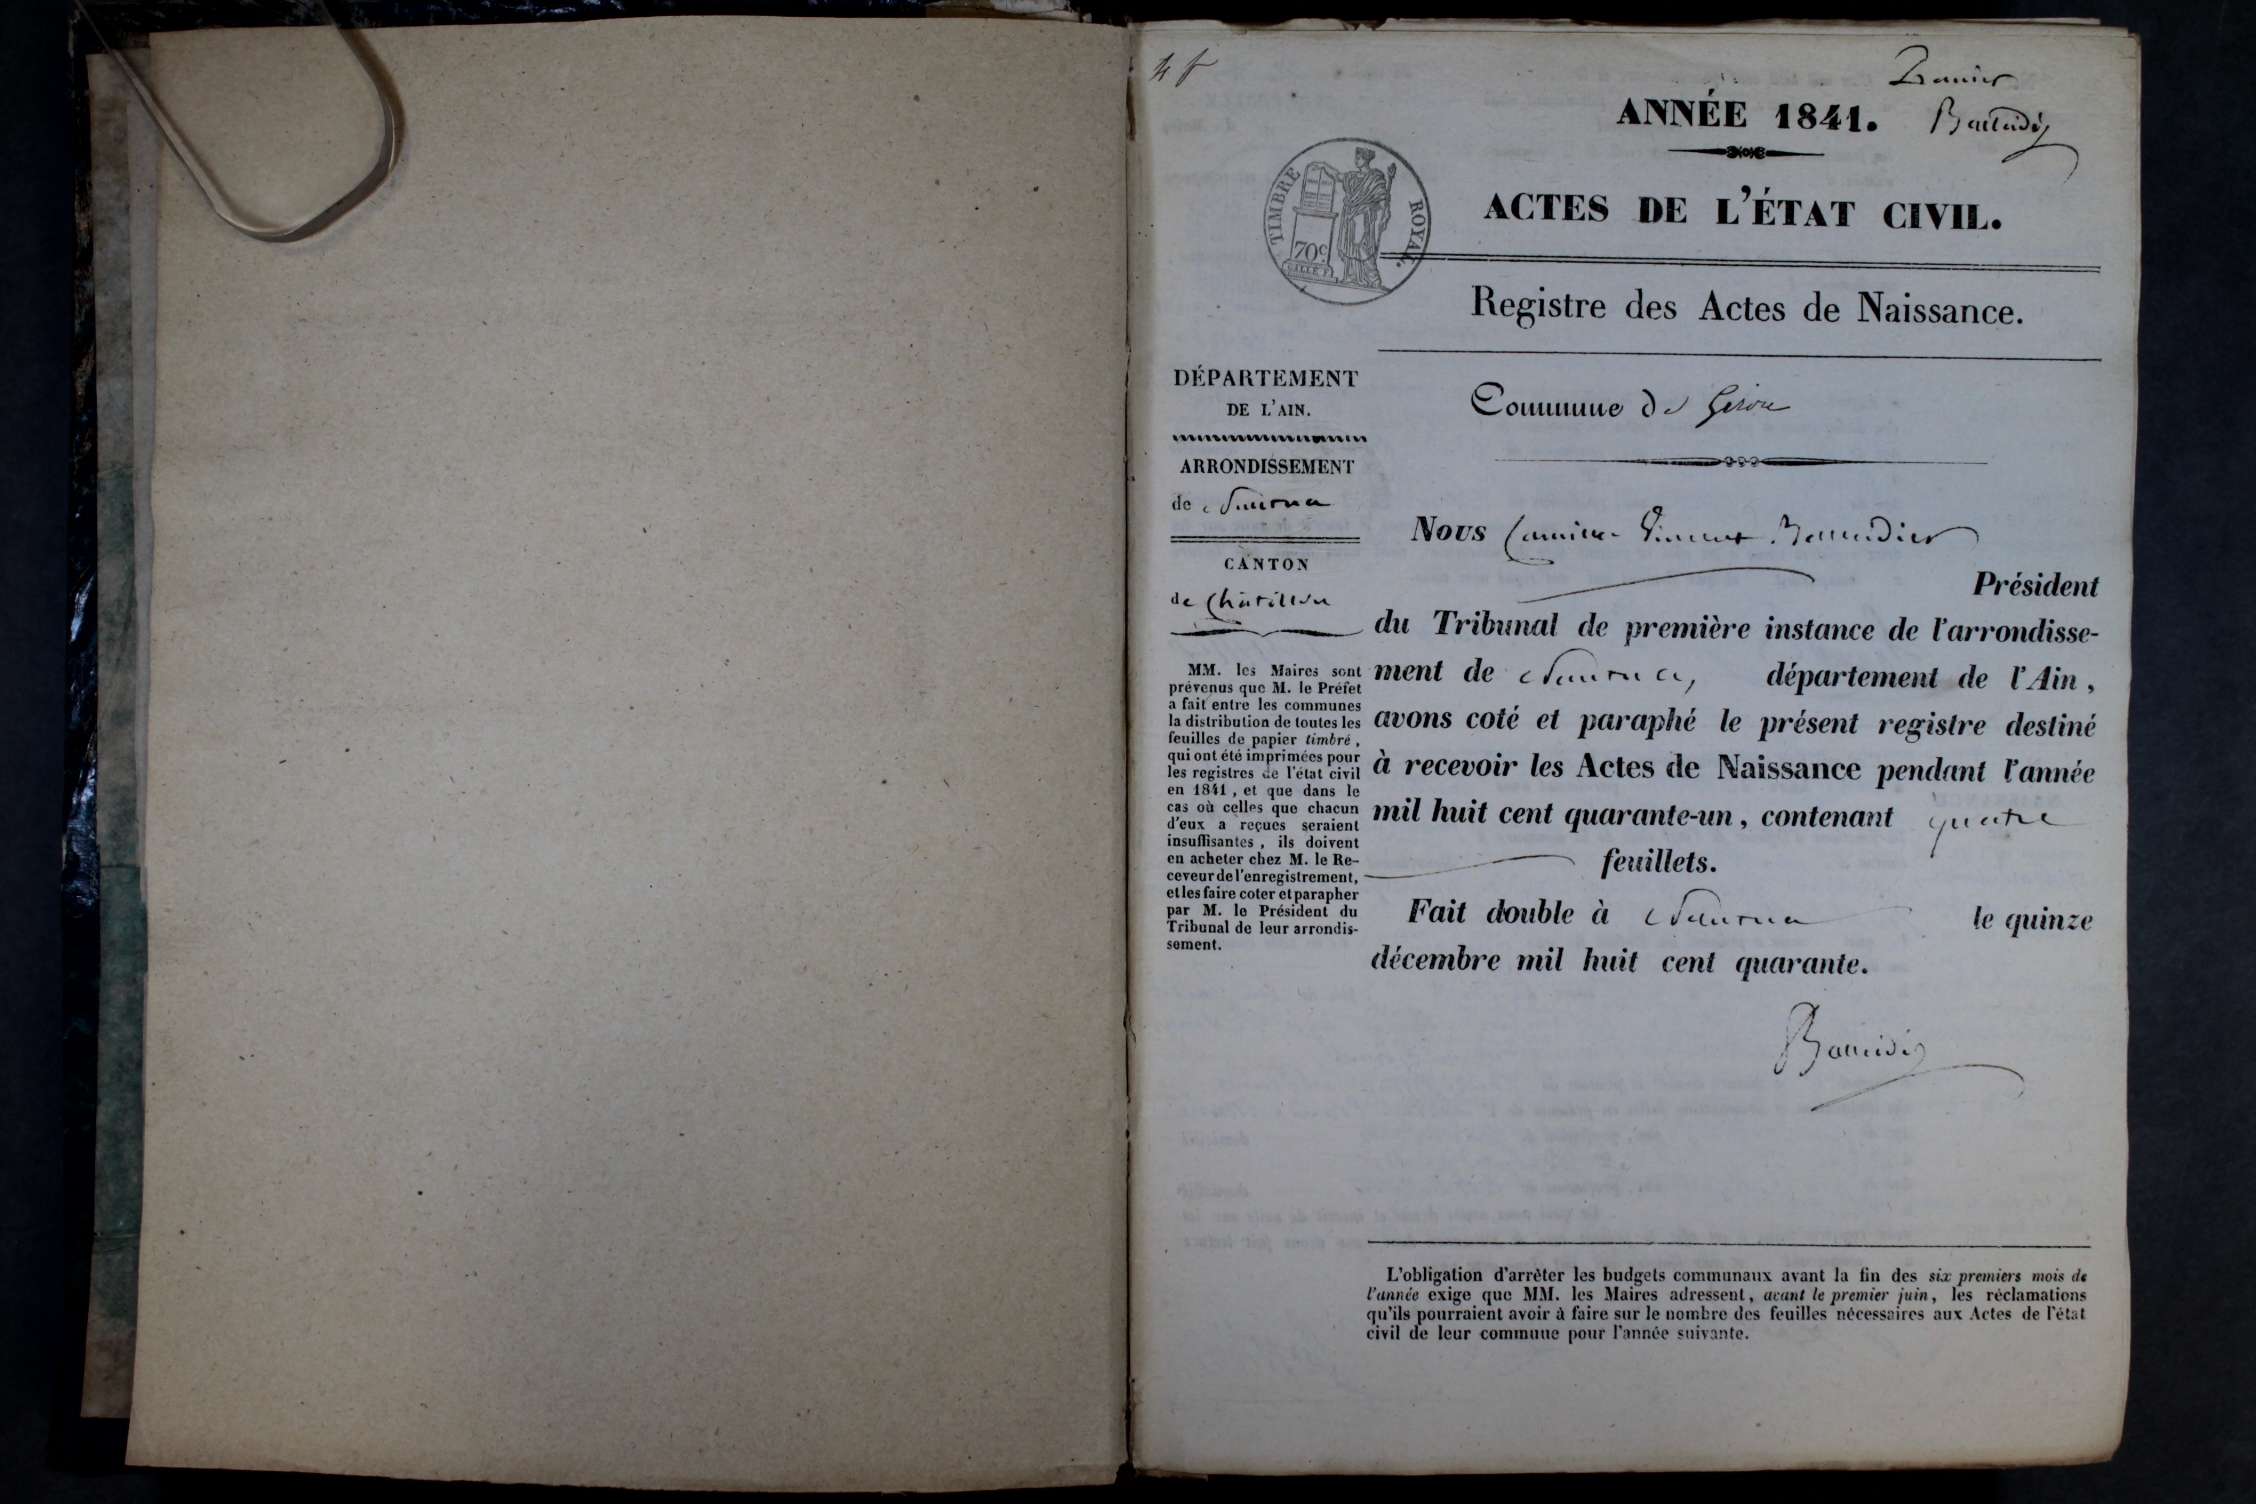 4 f
Premier
ANNÉE 1841.
TIMBRE ROYAL.
70c.
ACTES DE L'ÉTAT CIVIL.
Registre des Actes de Naissance.
DÉPARTEMENT
DE L'AIN.
ARRONDISSEMENT
de Nantua
CANTON
de Châtillon
MM. les Maires sont
prévenus que M. le Préfet
a fait entre les communes
la distribution de toutes les
feuilles de papier timbré,
qui ont été imprimées pour
les registres de l'état civil
en 1841, et que dans le
cas où celles que chacun
d'eux a reçues seraient
insuffisantes, ils doivent
en acheter chez M. le Re-
ceveur de l'enregistrement,
et les faire coter et parapher
par M. le Président du
Tribunal de leur arrondis-
sement.
Commune de Giron
Nous Camille Vincent
Président
du Tribunal de première instance de l'arrondisse-
ment de Nantua, département de l'Ain,
avons coté et paraphé le présent registre destiné
à recevoir les Actes de Naissance pendant l'année
mil huit cent quarante-un, contenant quatre
feuillets.
Fait double à Nantua le quinze
décembre mil huit cent quarante.
L'obligation d'arrêter les budgets communaux avant la fin des six premiers mois de
l'année exige que MM. les Maires adressent, avant le premier juin, les réclamations
qu'ils pourraient avoir à faire sur le nombre des feuilles nécessaires aux Actes de l'état
civil de leur commune pour l'année suivante.